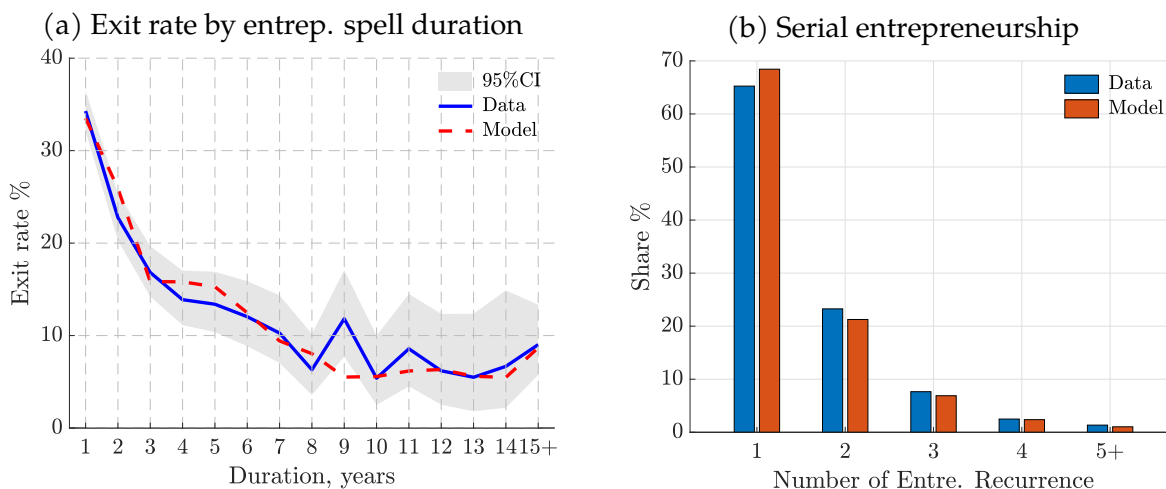 (a) Exit rate by entrep. spell duration
40
30
20
10
0
Exit rate %
95%CI
Data
Model
1 2 3 4 5 6 7 8 9 10 11 12 13 14 15+
Duration, years
(b) Serial entrepreneurship
70
60
50
40
30
20
10
0
Share %
Data
Model
1 2 3 4 5+
Number of Entre. Recurrence